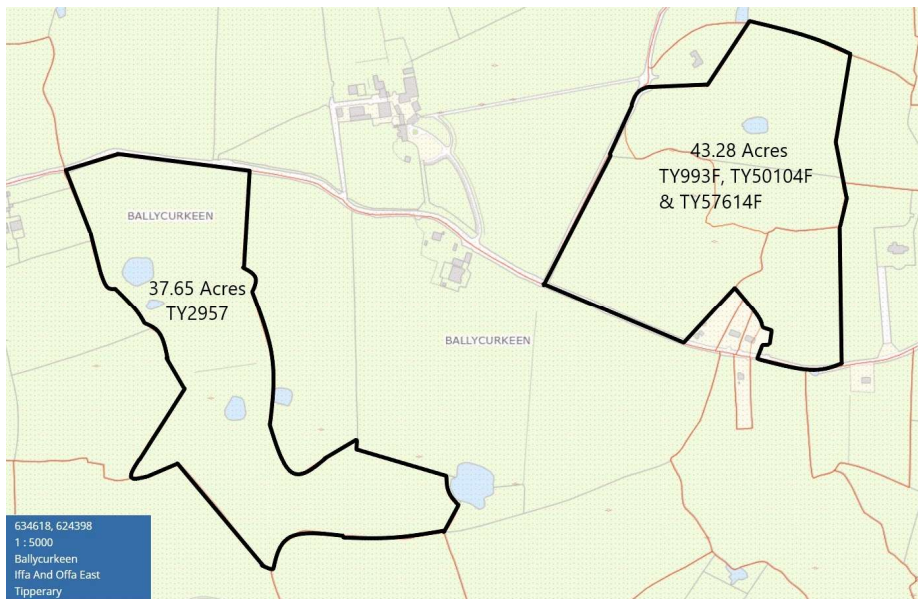 43.28 Acres
TY993F, TY50104F
& TY57614F
BALLYCURKEEN
37.65 Acres
TY2957
BALLYCURKEEN
634618, 624398
1 : 5000
Ballycurkeen
Iffa And Offa East
Tipperary